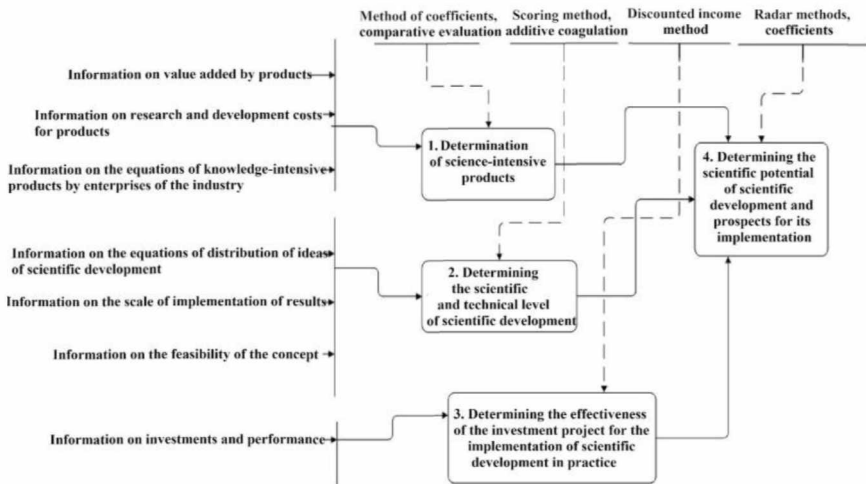 Method of coefficients,
comparative evaluation
Scoring method,
additive coagulation
Discounted income
method
Radar methods,
coefficients
Information on value added by products
Information on research and development costs
for products
Information on the equations of knowledge-intensive
products by enterprises of the industry
1. Determination
of science-intensive
products
4. Determining the
scientific potential
of scientific
development and
prospects for its
implementation
Information on the equations of distribution of ideas
of scientific development
Information on the scale of implementation of results
Information on the feasibility of the concept
2. Determining
the scientific
and technical level
of scientific development
Information on investments and performance
3. Determining the effectiveness
of the investment project for the
implementation of scientific
development in practice